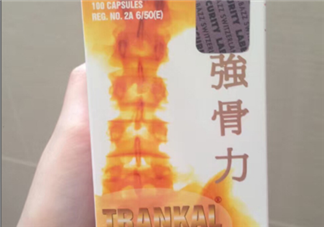 100 CAPSULES
REG. NO. 2A 6/50(E)
強骨力
TRANKAL